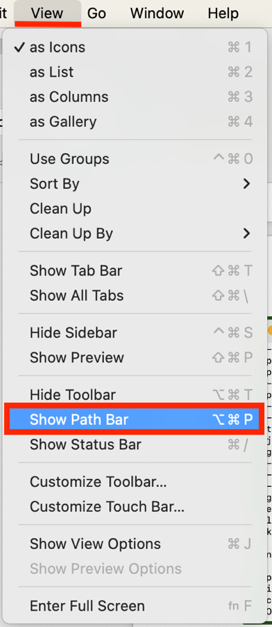 View Go Window Help
✓ as Icons ⌘ 1
as List ⌘ 2
as Columns ⌘ 3
as Gallery ⌘ 4
Use Groups ^⌘ 0
Sort By >
Clean Up
Clean Up By >
Show Tab Bar ⇧⌘ T
Show All Tabs ⇧⌘ \
Hide Sidebar ^⌘ S
Show Preview ⇧⌘ P
Hide Toolbar ⌥⌘ T
Show Path Bar ⌥⌘ P
Show Status Bar ⌘ /
Customize Toolbar...
Customize Touch Bar...
Show View Options ⌘ J
Show Preview Options
Enter Full Screen fn F